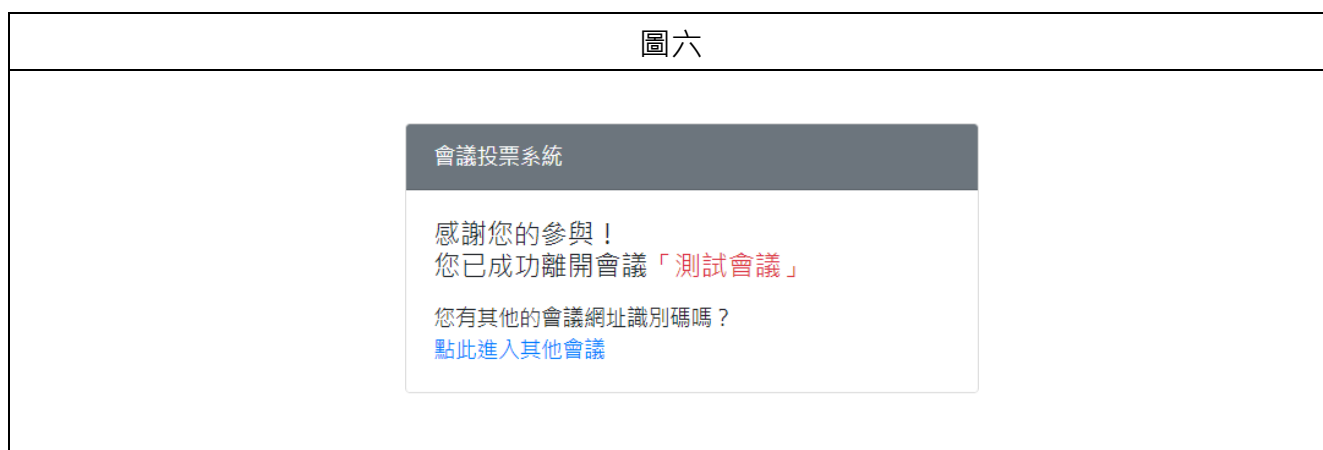 圖六
會議投票系統
感謝您的參與！
您已成功離開會議「測試會議」
您有其他的會議網址識別碼嗎？
點此進入其他會議